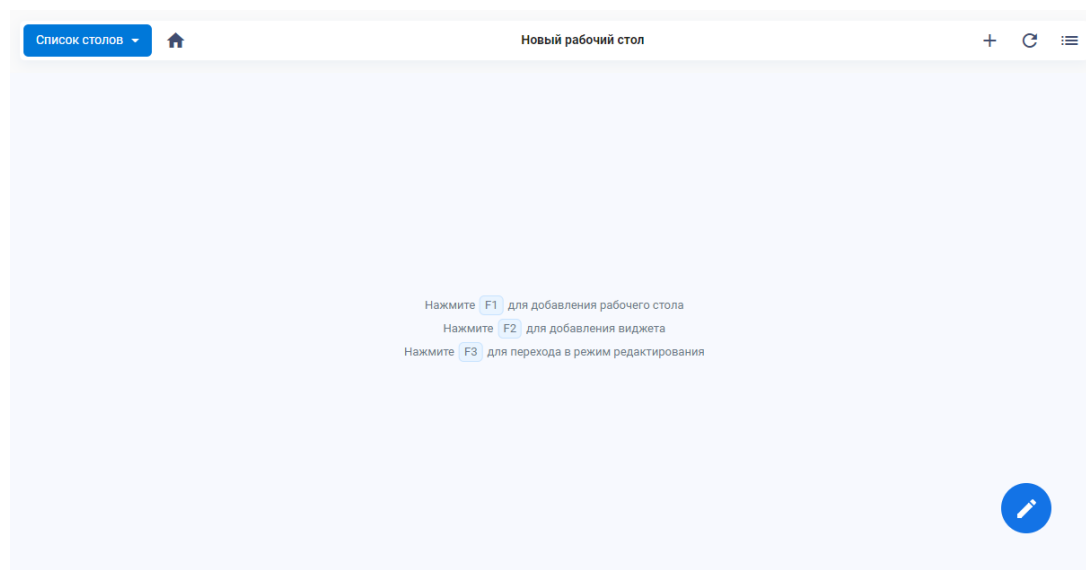 Список столов
Новый рабочий стол
Нажмите F1 для добавления рабочего стола
Нажмите F2 для добавления виджета
Нажмите F3 для перехода в режим редактирования